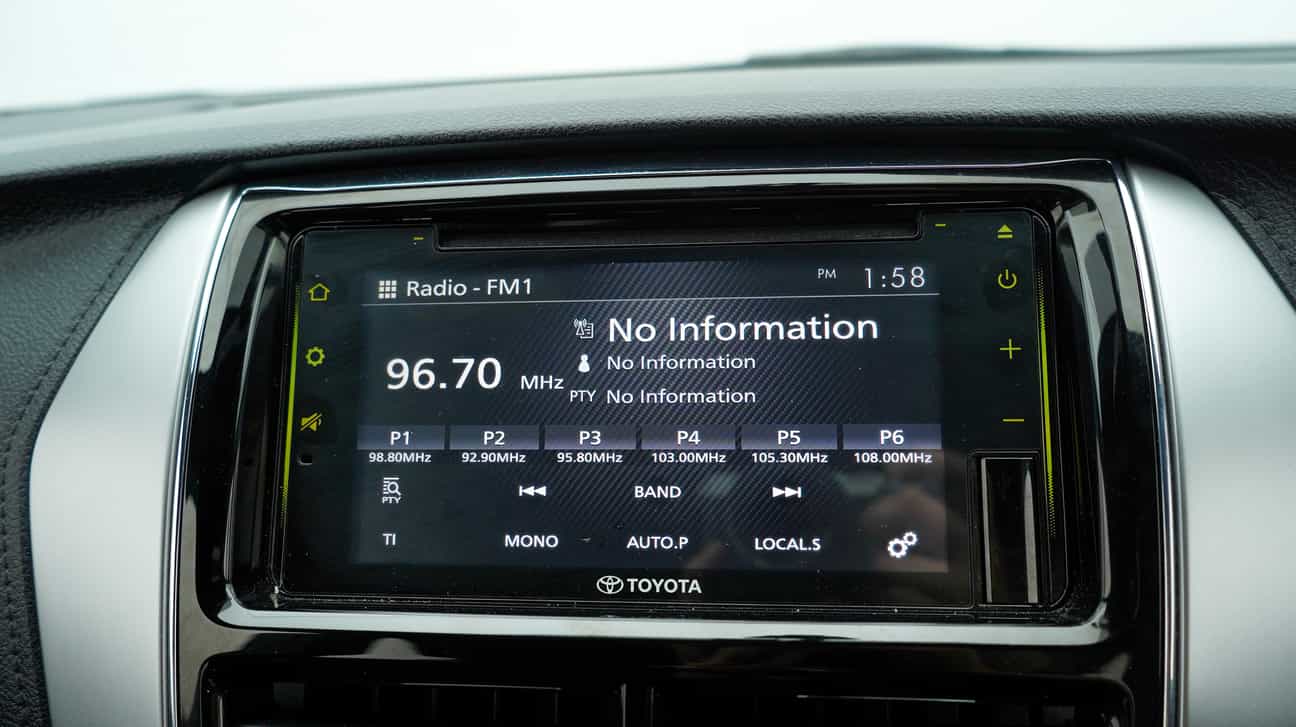 Radio - FM1 PM 1:58
No Information
96.70 MHz
No Information
PTY No Information
P1 P2 P3 P4 P5 P6
98.80MHz 92.90MHz 95.80MHz 103.00MHz 105.30MHz 108.00MHz
PTY BAND
TI MONO AUTO.P LOCAL.S
TOYOTA